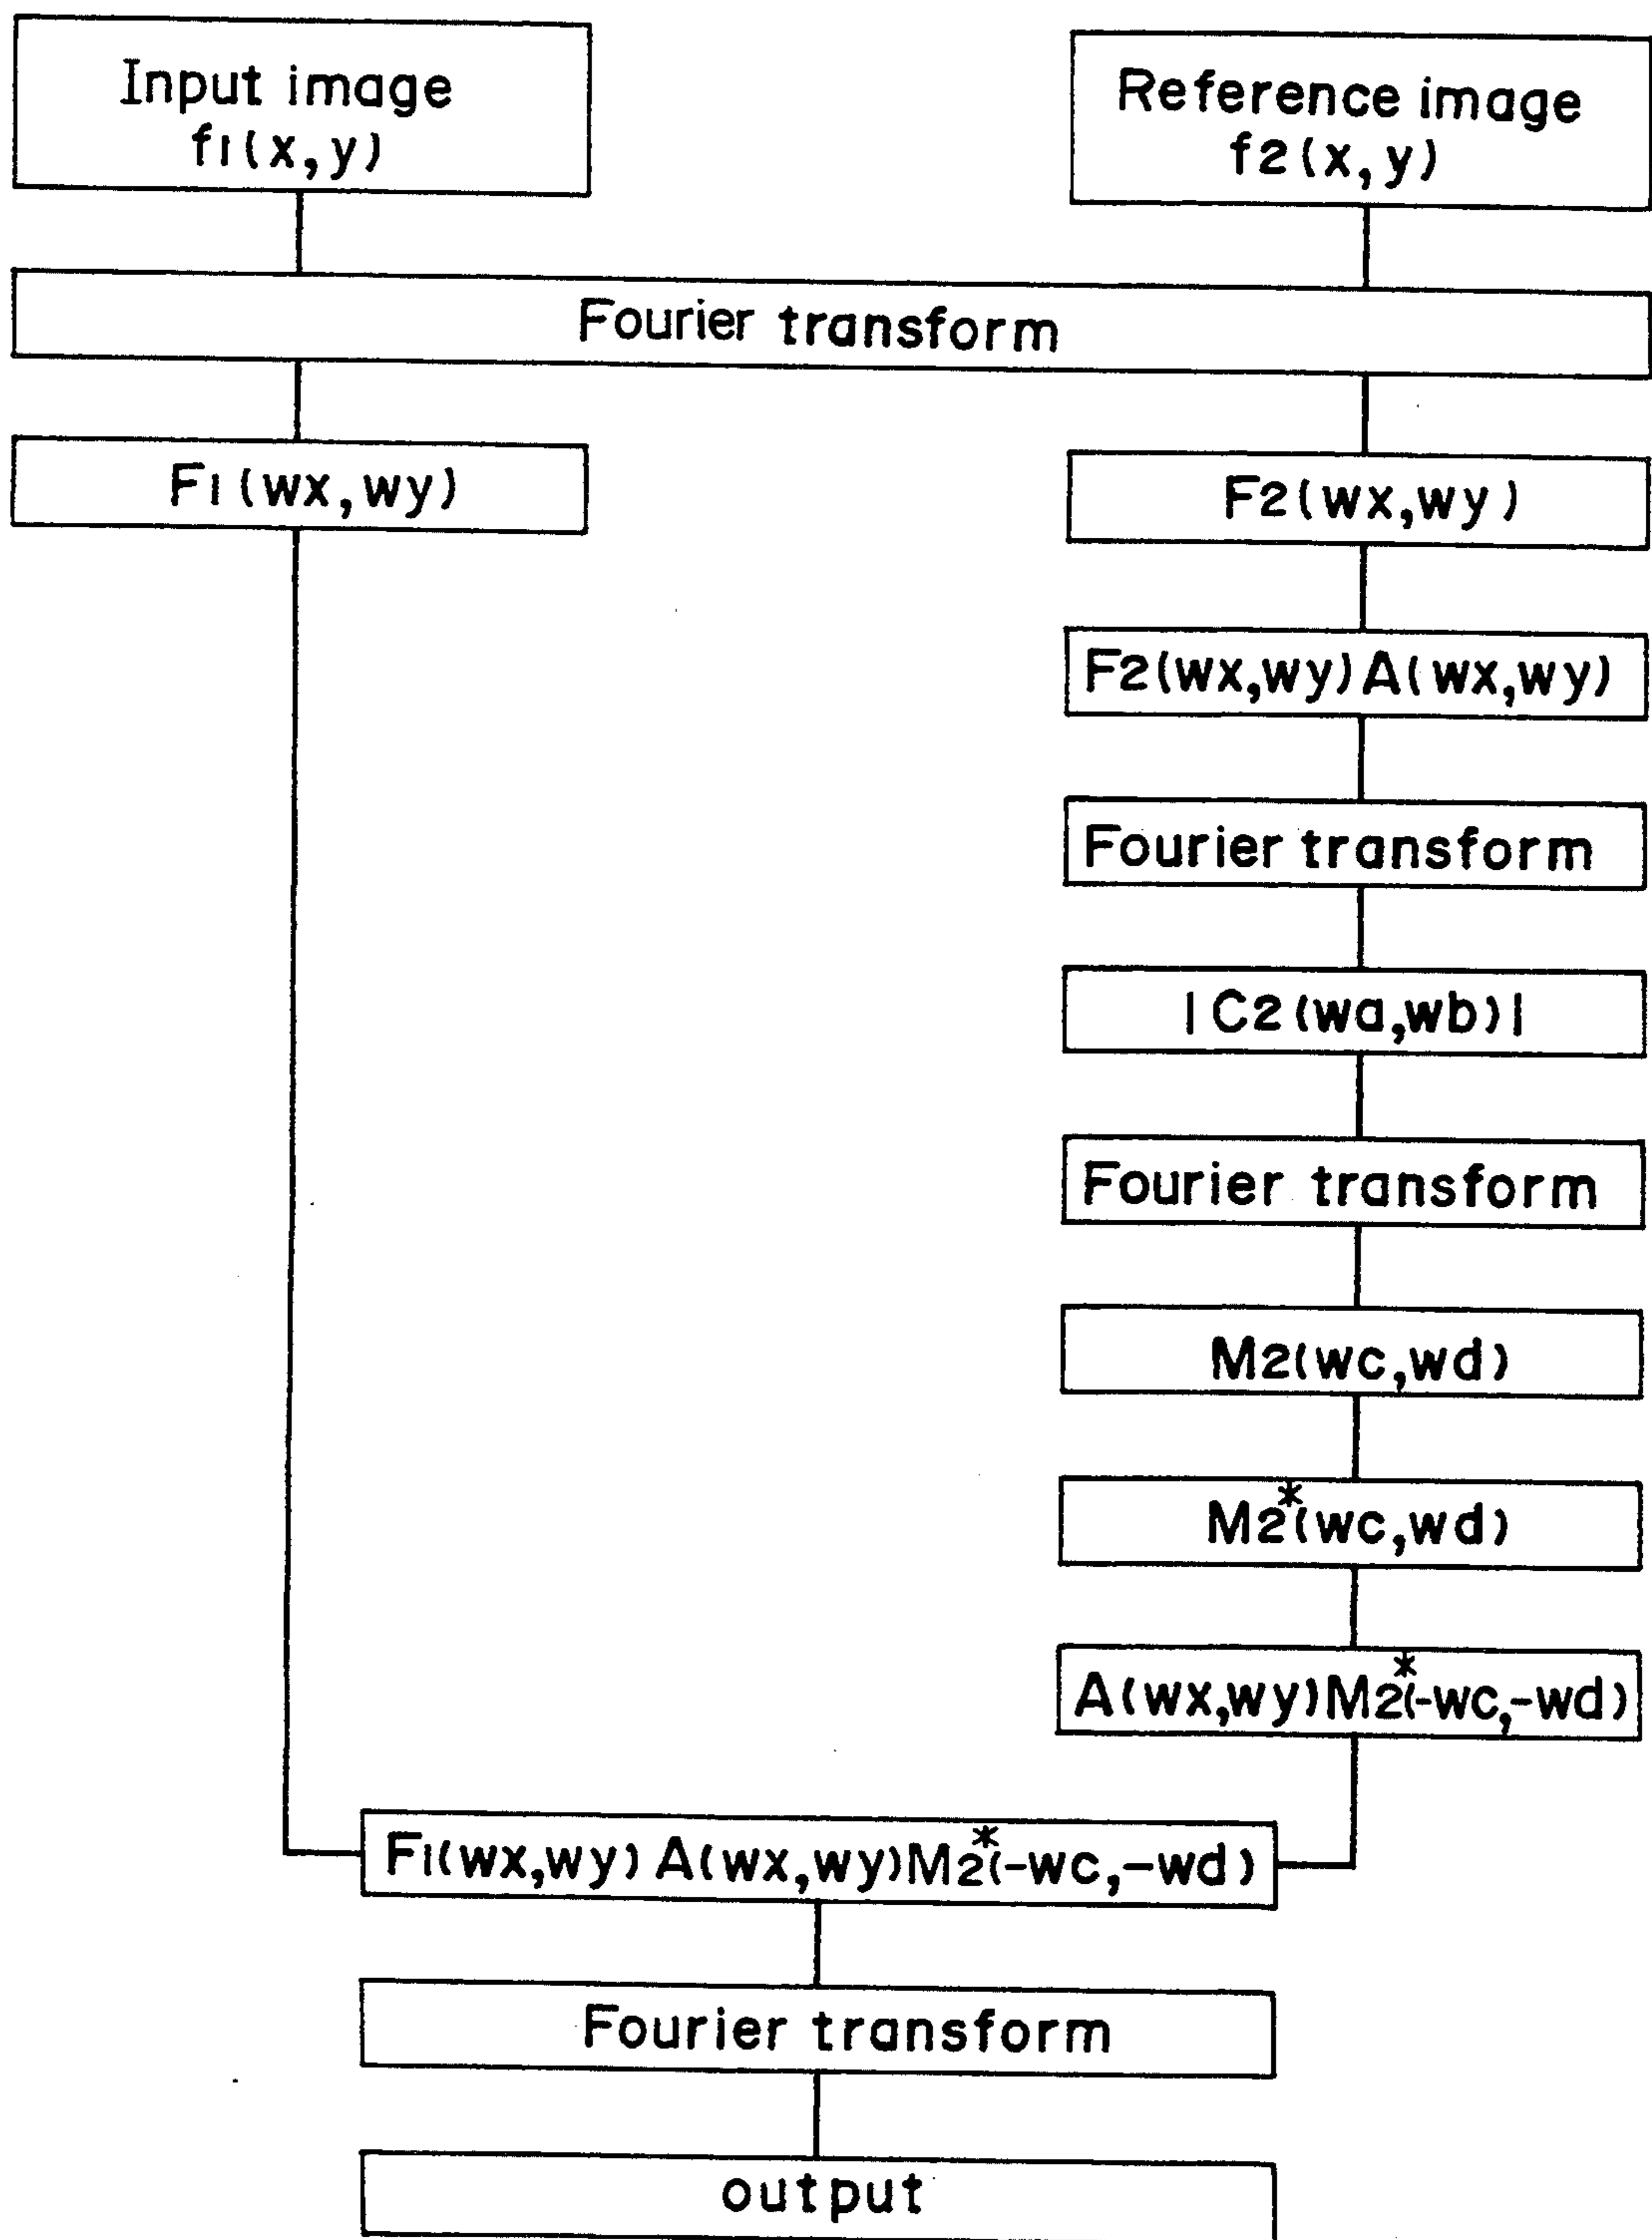 Input image
f1(x,y)
Reference image
f2(x,y)
Fourier transform
F1(wx,wy)
F2(wx,wy)
F2(wx,wy)A(wx,wy)
Fourier transform
|C2(wa,wb)|
Fourier transform
M2(wc,wd)
M2*(wc,wd)
A(wx,wy)M2*(-wc,-wd)
F1(wx,wy)A(wx,wy)M2*(-wc,-wd)
Fourier transform
output